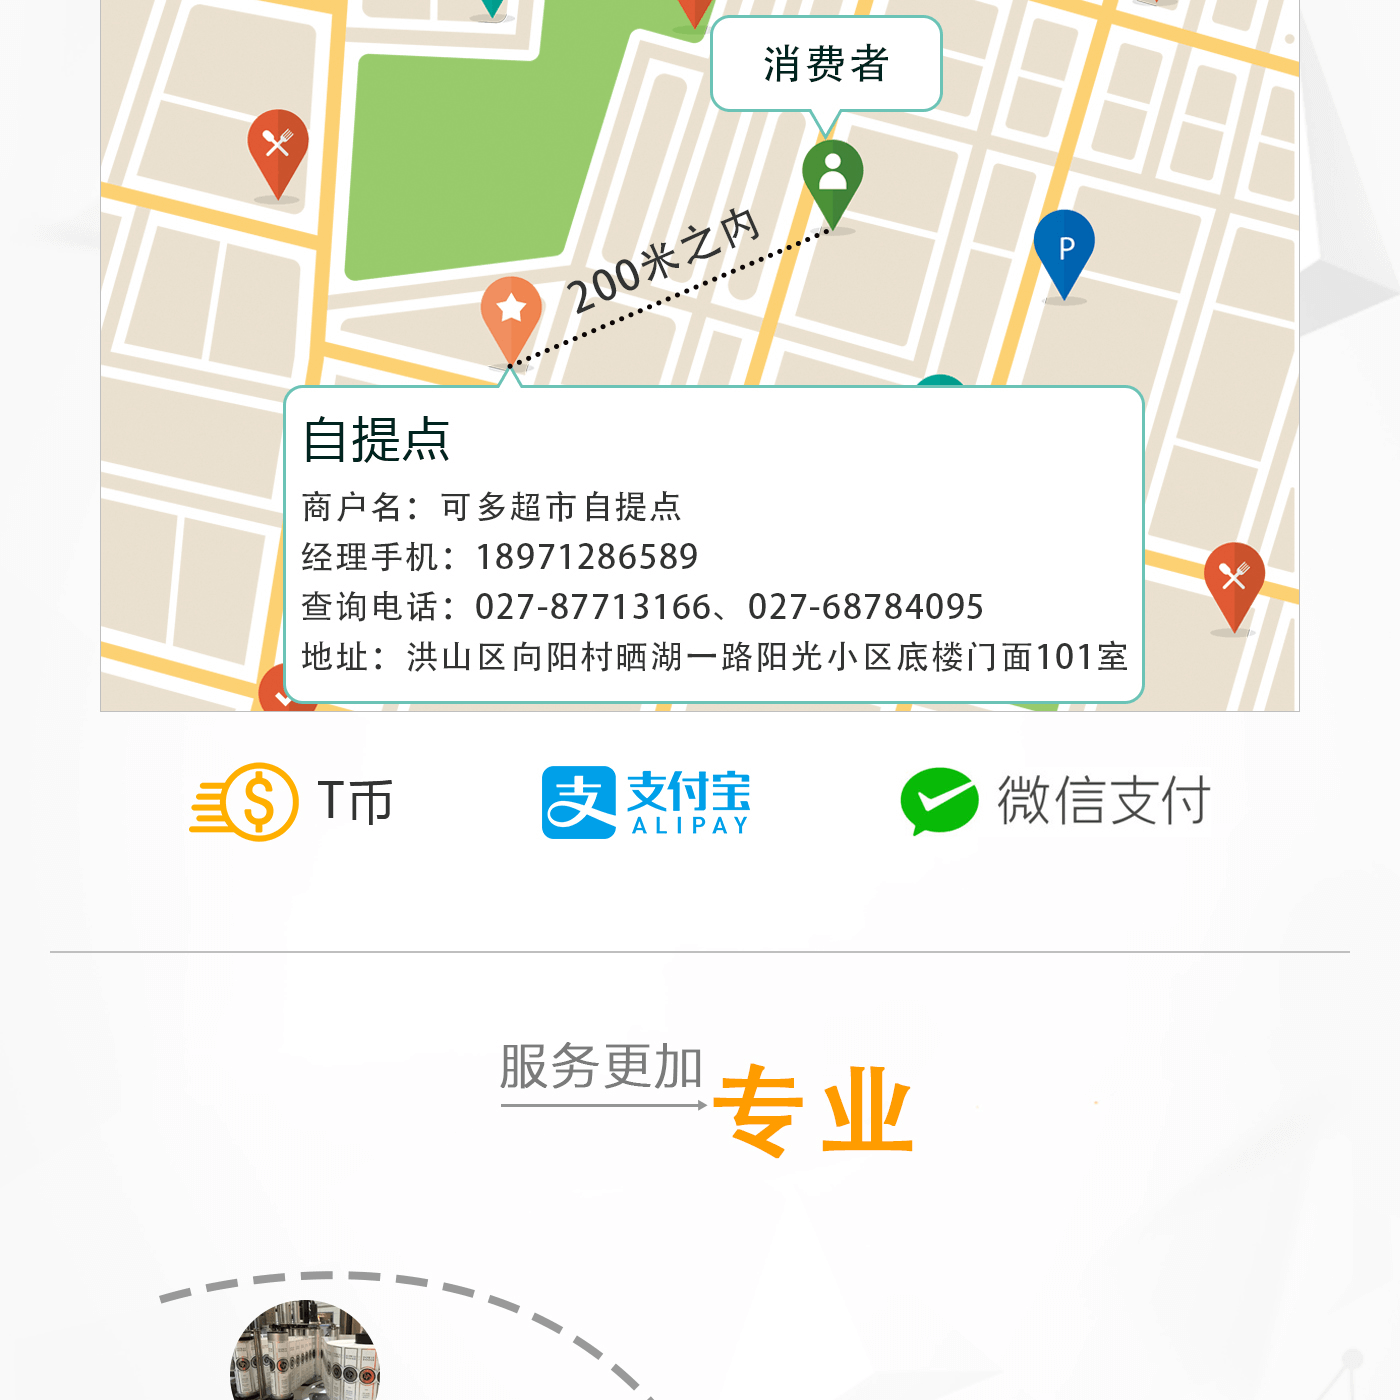 消费者
P
200米之内
自提点
商户名：可多超市自提点
经理手机：18971286589
查询电话：027-87713166、027-68784095
地址：洪山区向阳村晒湖一路阳光小区底楼门面101室
$ T币
支 支付宝
ALIPAY
微信支付
服务更加
专业